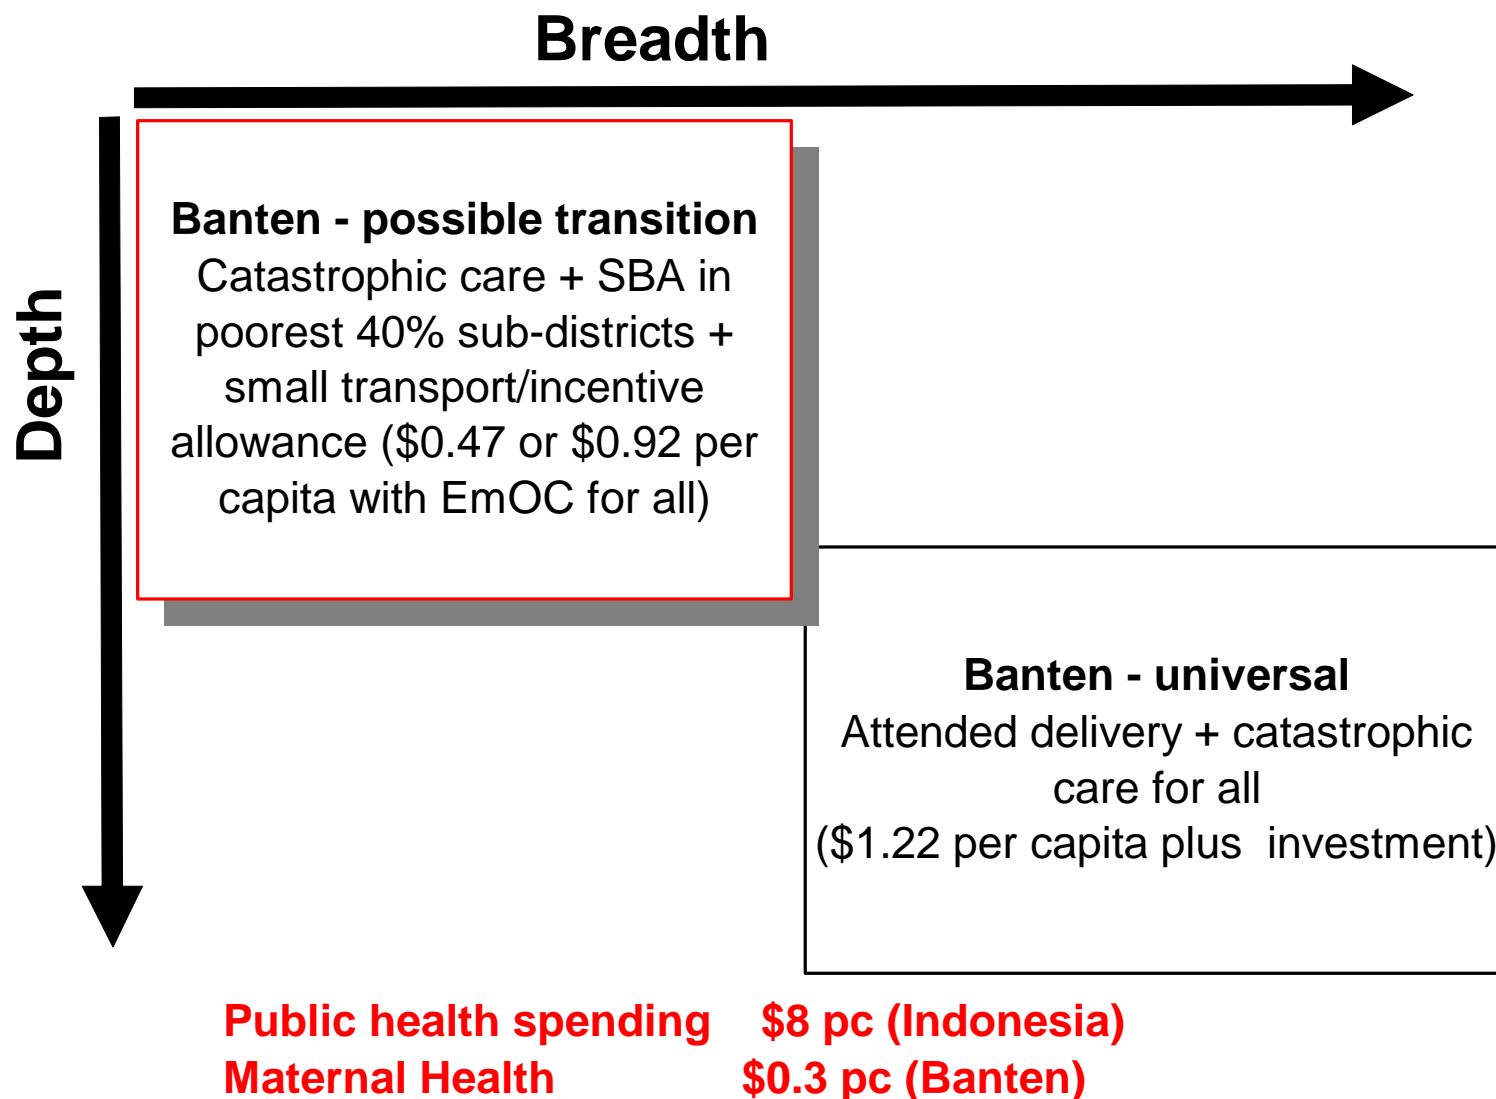 Breadth
Depth
Banten - possible transition
Catastrophic care + SBA in
poorest 40% sub-districts +
small transport/incentive
allowance ($0.47 or $0.92 per
capita with EmOC for all)
Banten - universal
Attended delivery + catastrophic
care for all
($1.22 per capita plus investment)
Public health spending $8 pc (Indonesia)
Maternal Health $0.3 pc (Banten)